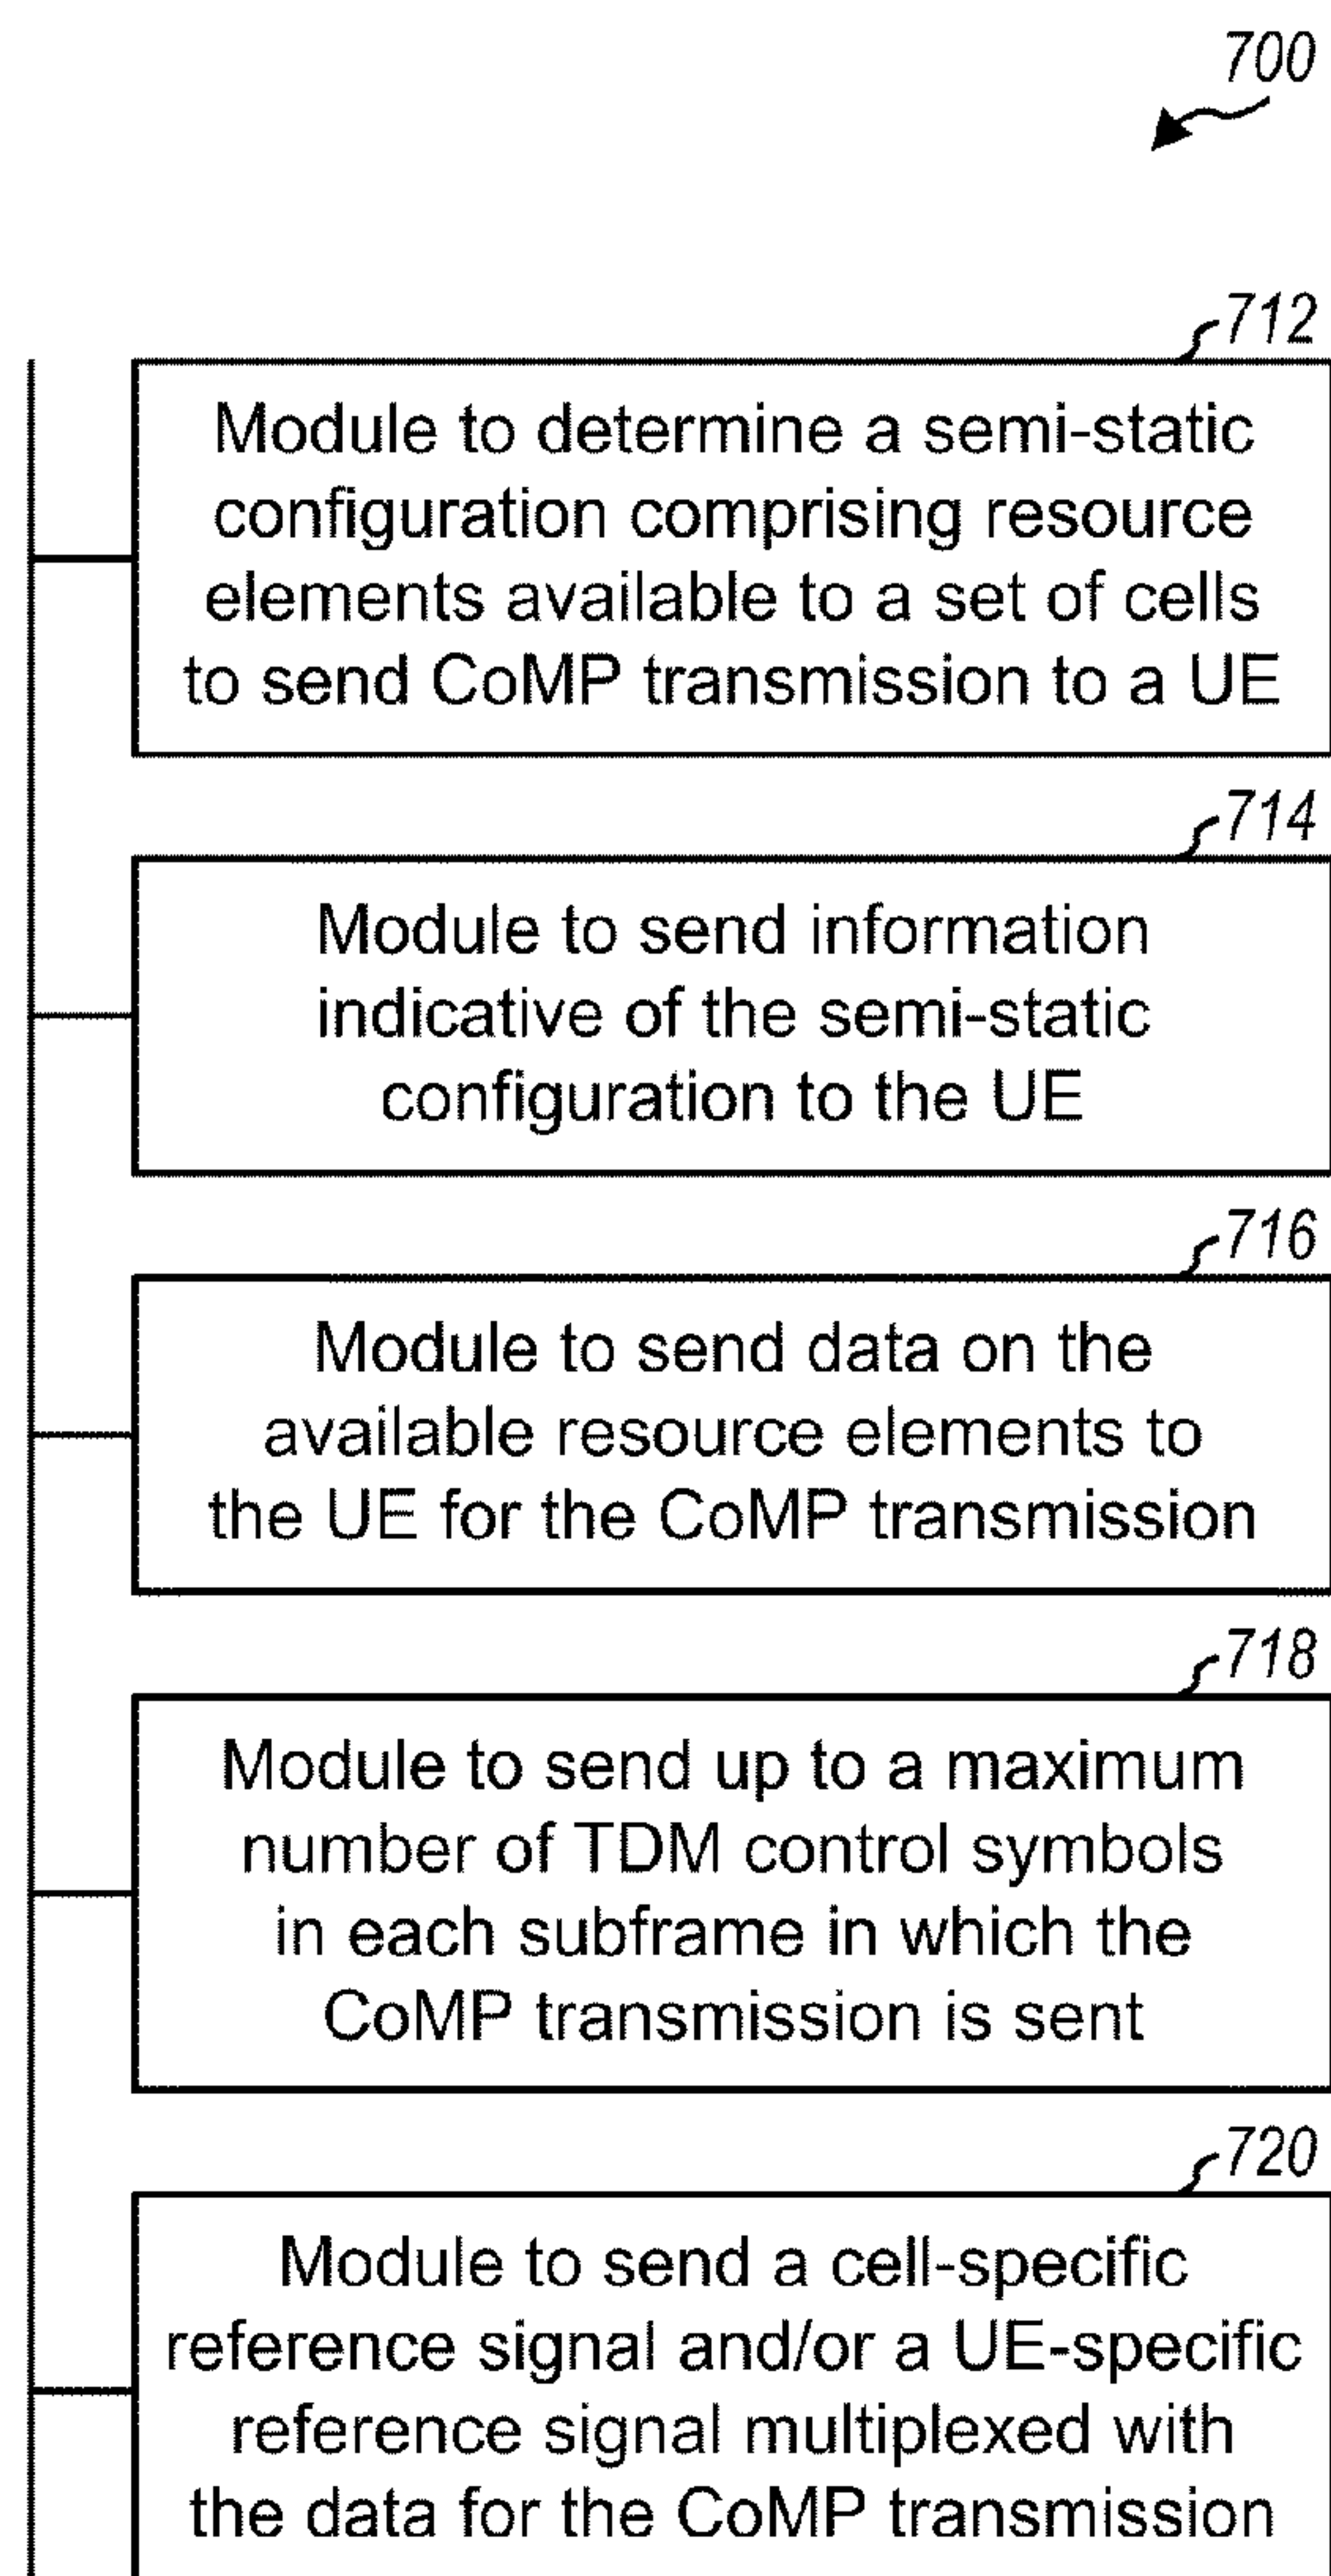 700
712
Module to determine a semi-static
configuration comprising resource
elements available to a set of cells
to send CoMP transmission to a UE
714
Module to send information
indicative of the semi-static
configuration to the UE
716
Module to send data on the
available resource elements to
the UE for the CoMP transmission
718
Module to send up to a maximum
number of TDM control symbols
in each subframe in which the
CoMP transmission is sent
720
Module to send a cell-specific
reference signal and/or a UE-specific
reference signal multiplexed with
the data for the CoMP transmission